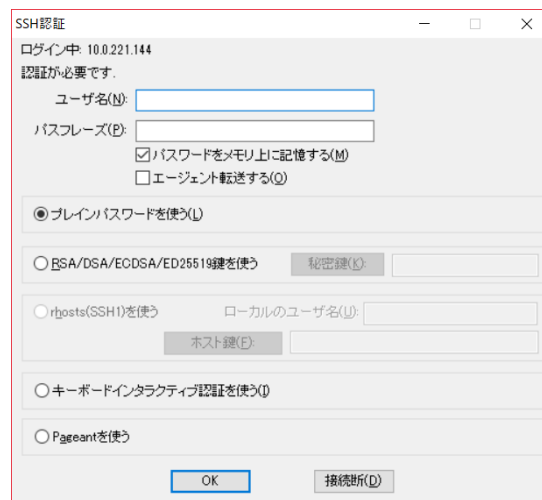 SSH認証
ログイン中: 10.0.221.144
認証が必要です.
ユーザ名(N):
パスフレーズ(P):
パスワードをメモリ上に記憶する(M)
エージェント転送する(O)
プレインパスワードを使う(L)
RSA/DSA/ECDSA/ED25519鍵を使う 秘密鍵(K):
rhosts(SSH1)を使う ローカルのユーザ名(U):
ホスト鍵(F):
キーボードインタラクティブ認証を使う(I)
Pageantを使う
OK 接続断(D)